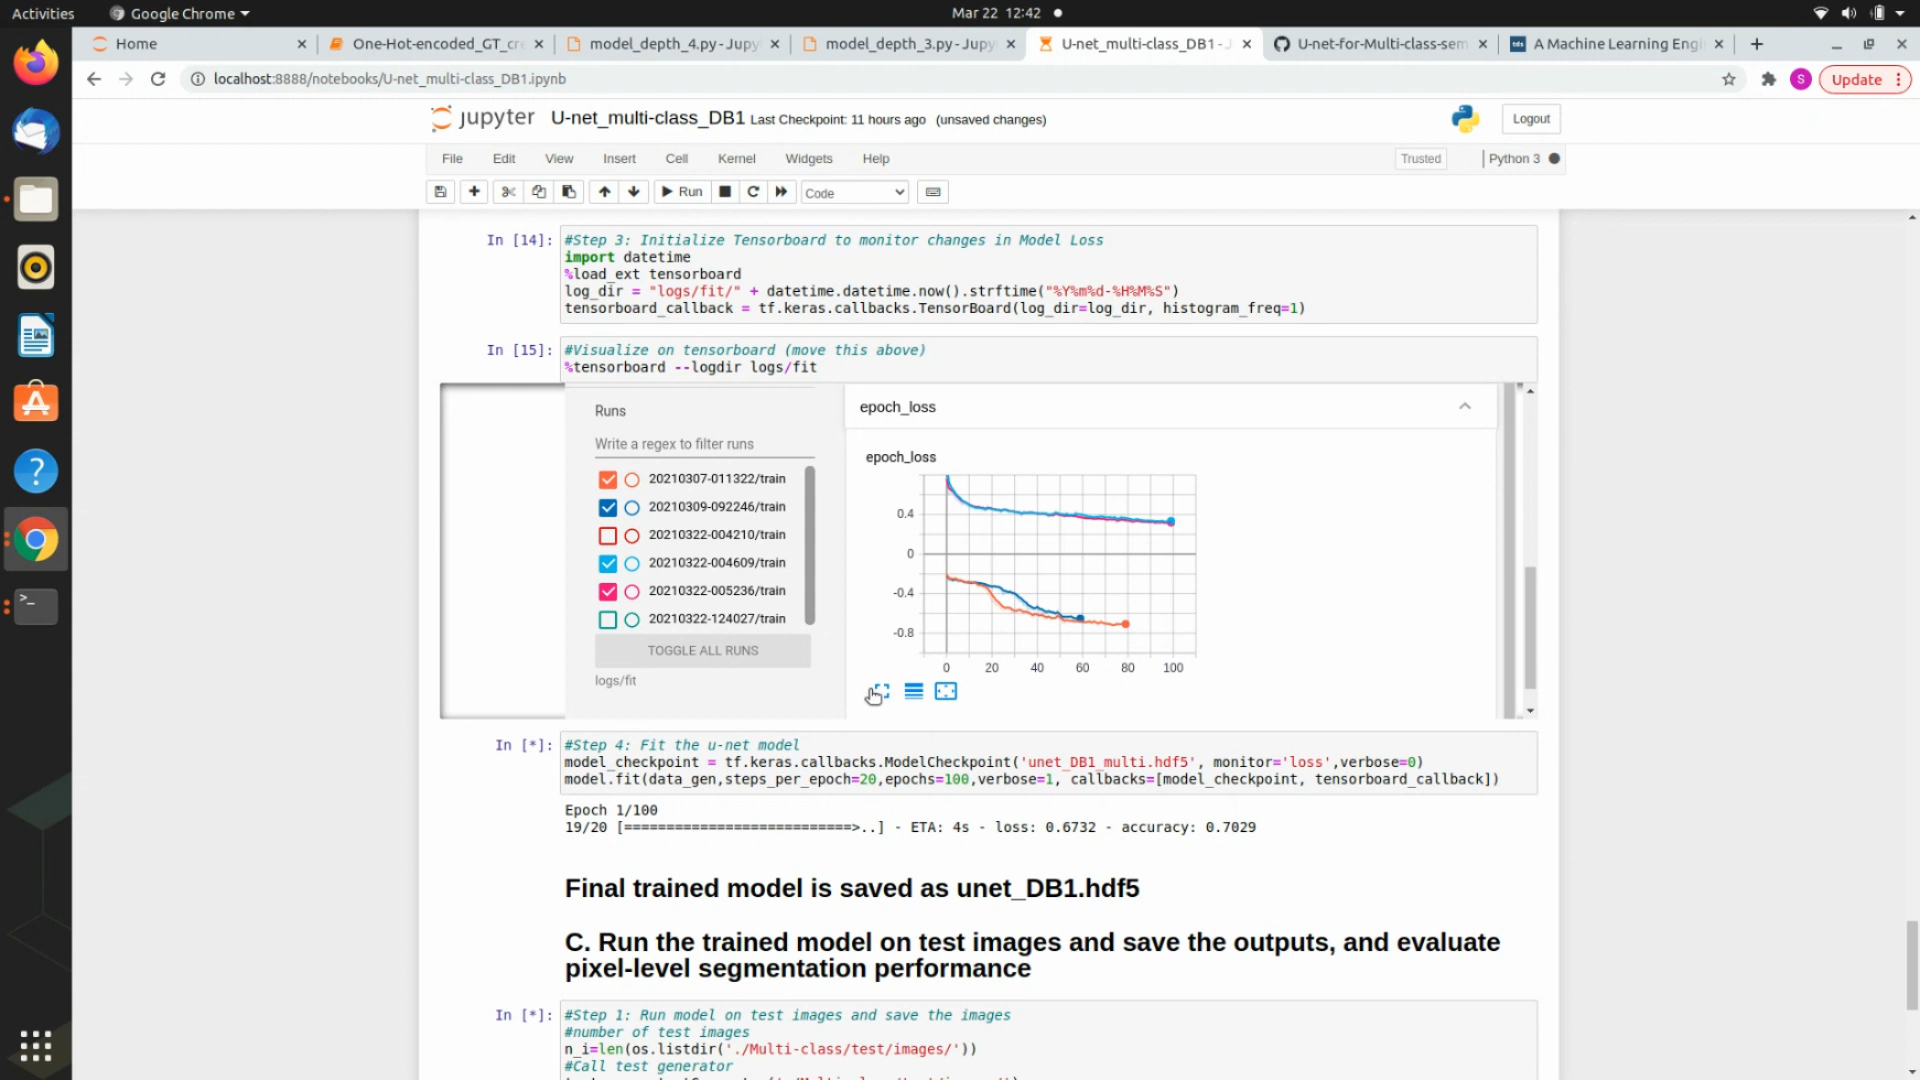 Activities
Google Chrome
Mar 22 12:42
Home
One-Hot-encoded_GT_cre
model_depth_4.py - Jupy
model_depth_3.py - Jupy
U-net_multi-class_DB1 - J
U-net-for-Multi-class-sem
A Machine Learning Engi
localhost:8888/notebooks/U-net_multi-class_DB1.ipynb
S
Update
jupyter U-net_multi-class_DB1 Last Checkpoint: 11 hours ago (unsaved changes)
Logout
File Edit View Insert Cell Kernel Widgets Help
Trusted
Python 3
Run
Code
In [14]:
#Step 3: Initialize Tensorboard to monitor changes in Model Loss
import datetime
%load_ext tensorboard
log_dir = "logs/fit/" + datetime.datetime.now().strftime("%Y%m%d-%H%M%S")
tensorboard_callback = tf.keras.callbacks.TensorBoard(log_dir=log_dir, histogram_freq=1)
In [15]:
#Visualize on tensorboard (move this above)
%tensorboard --logdir logs/fit
Runs
Write a regex to filter runs
20210307-011322/train
20210309-092246/train
20210322-004210/train
20210322-004609/train
20210322-005236/train
20210322-124027/train
TOGGLE ALL RUNS
logs/fit
epoch_loss
epoch_loss
0.4
0
-0.4
-0.8
0 20 40 60 80 100
In [*]:
#Step 4: Fit the u-net model
model_checkpoint = tf.keras.callbacks.ModelCheckpoint('unet_DB1_multi.hdf5', monitor='loss',verbose=0)
model.fit(data_gen,steps_per_epoch=20,epochs=100,verbose=1, callbacks=[model_checkpoint, tensorboard_callback])
Epoch 1/100
19/20 [===========================>..] - ETA: 4s - loss: 0.6732 - accuracy: 0.7029
Final trained model is saved as unet_DB1.hdf5
C. Run the trained model on test images and save the outputs, and evaluate
pixel-level segmentation performance
In [*]:
#Step 1: Run model on test images and save the images
#number of test images
n_i=len(os.listdir('./Multi-class/test/images/'))
#Call test generator